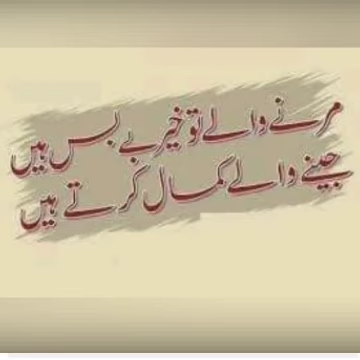 مرنے والے تو خیر بے بس ہیں
جینے والے کمال کرتے ہیں